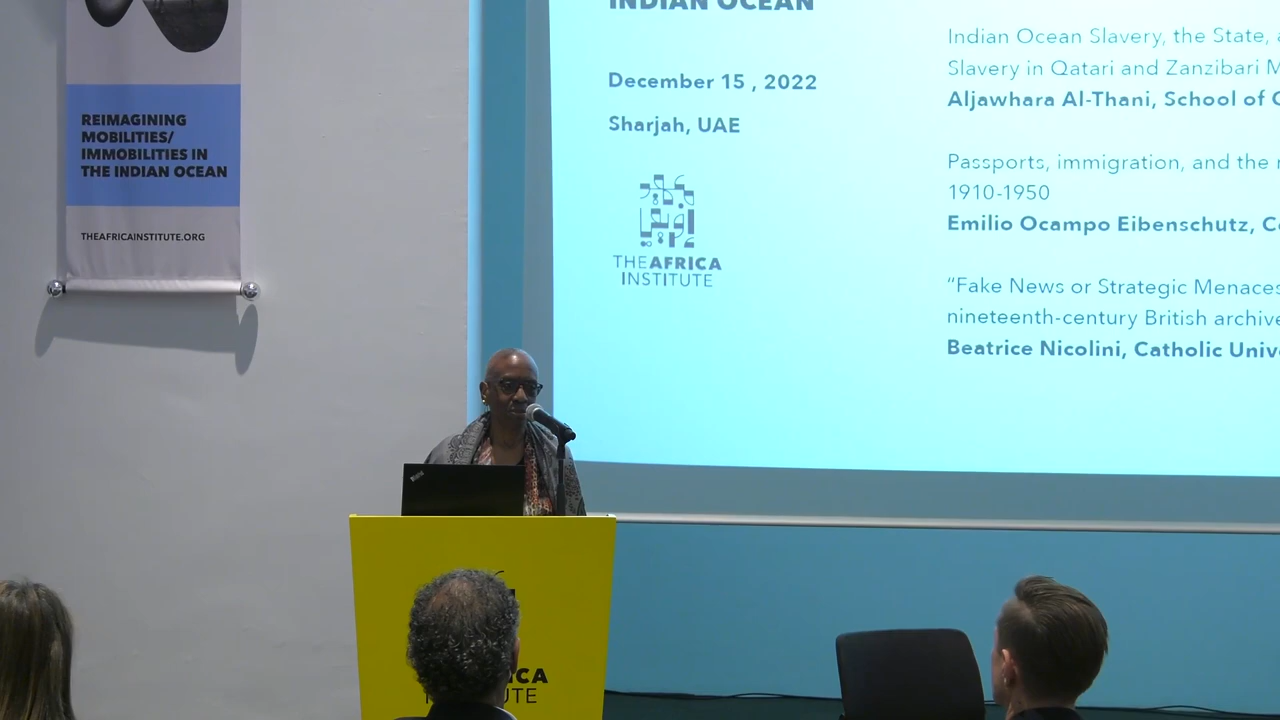 REIMAGINING
MOBILITIES/
IMMOBILITIES IN
THE INDIAN OCEAN
THEAFRICAINSTITUTE.ORG
INDIAN OCEAN
December 15 , 2022
Sharjah, UAE
THEAFRICA
INSTITUTE
Indian Ocean Slavery, the State,
Slavery in Qatari and Zanzibari
Aljawhara Al-Thani, School of
Passports, immigration, and the
1910-1950
Emilio Ocampo Eibenschutz,
“Fake News or Strategic Menaces
nineteenth-century British archive
Beatrice Nicolini, Catholic